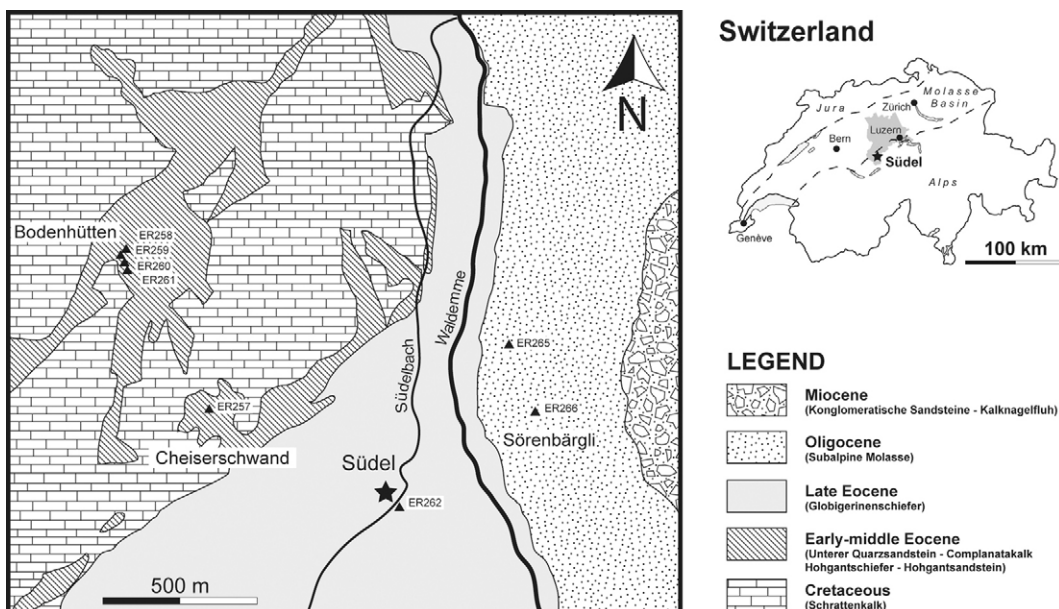 N
Bodenhütten
ER258
ER259
ER260
ER261
Waldemme
Südelbach
ER265
ER257
ER266
Cheiserschwand
Sörenbärgli
Südel
ER262
500 m
Switzerland
Jura
Molasse
Basin
Zürich
Luzern
Bern
Südel
Alps
Genève
100 km
LEGEND
Miocene
(Konglomeratische Sandsteine - Kalknagelfluh)
Oligocene
(Subalpine Molasse)
Late Eocene
(Globigerinenschiefer)
Early-middle Eocene
(Unterer Quarzsandstein - Complanatakalk
Hohgantschiefer - Hohgantsandstein)
Cretaceous
(Schrattenkalk)